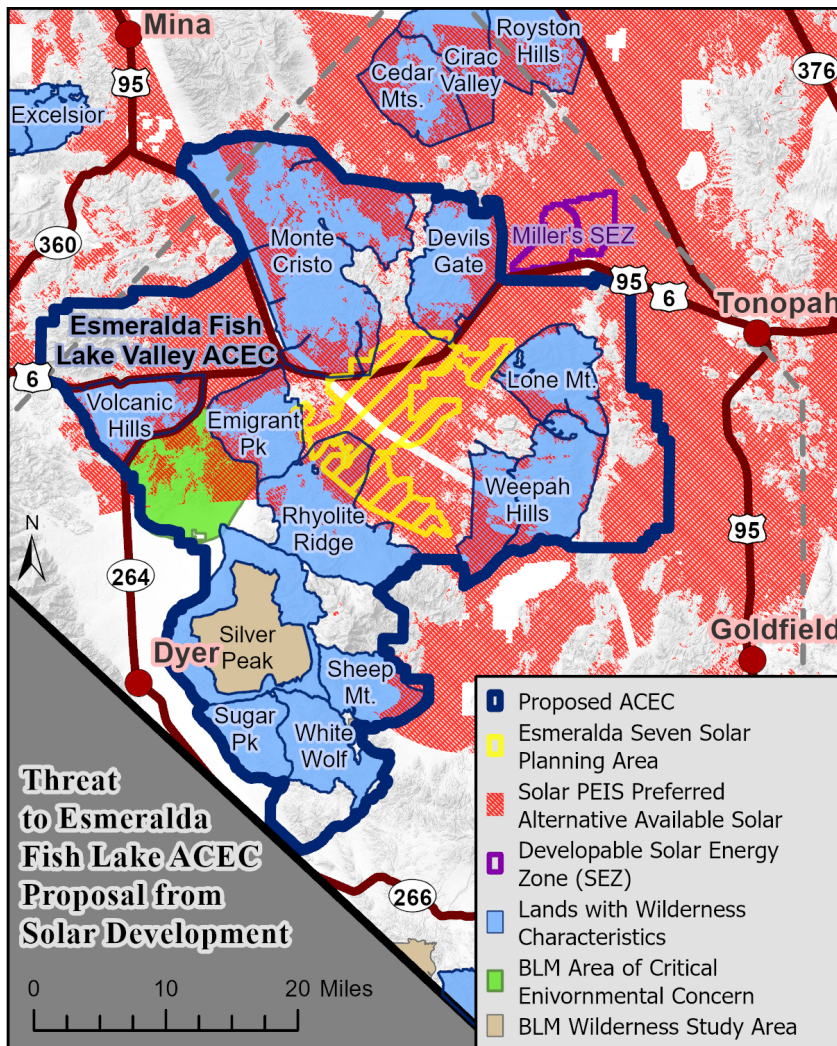 Mina
95
Excelsior
360
Cedar
Mts.
Cirac
Valley
Royston
Hills
376
Monte
Cristo
Devils
Gate
Miller's SEZ
95
6
Tonopah
Esmeralda Fish
Lake Valley ACEC
6
Volcanic
Hills
Emigrant
Pk
Lone Mt.
Rhyolite
Ridge
Weepah
Hills
95
N
264
Silver
Peak
Dyer
Sheep
Mt.
Sugar
Pk
White
Wolf
Goldfield
266
Threat
to Esmeralda
Fish Lake ACEC
Proposal from
Solar Development
0 10 20 Miles
Proposed ACEC
Esmeralda Seven Solar
Planning Area
Solar PEIS Preferred
Alternative Available Solar
Developable Solar Energy
Zone (SEZ)
Lands with Wilderness
Characteristics
BLM Area of Critical
Enivornmental Concern
BLM Wilderness Study Area